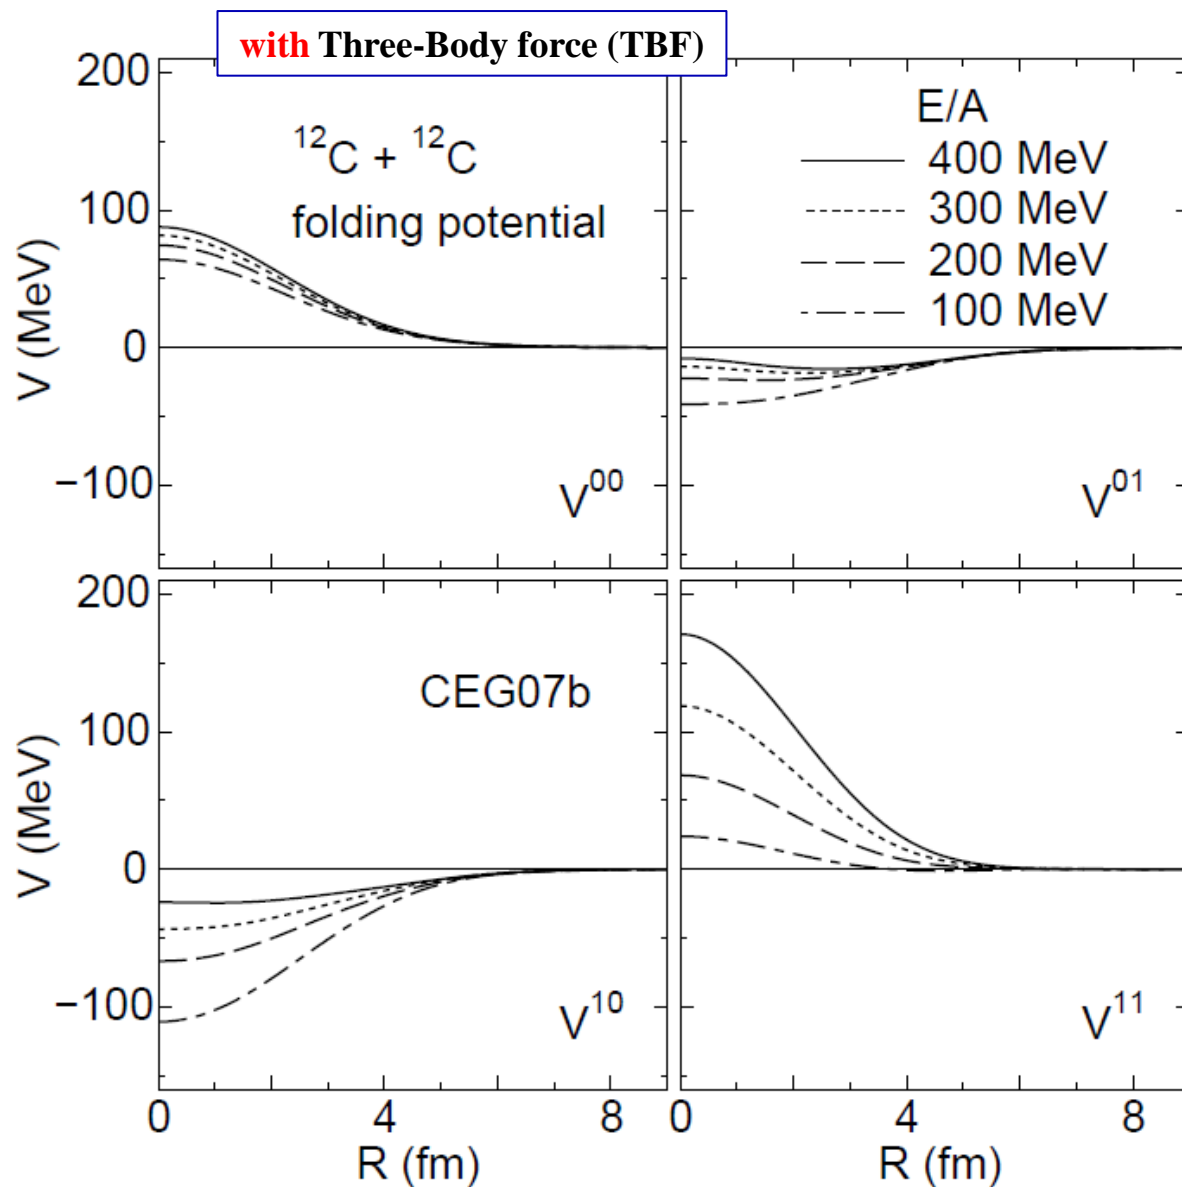 with Three-Body force (TBF)
200
100
0
−100
V (MeV)
¹²C + ¹²C
folding potential
V⁰⁰
E/A
400 MeV
300 MeV
200 MeV
100 MeV
V⁰¹
200
100
0
−100
V (MeV)
CEG07b
V¹⁰
V¹¹
0 4 8 0 4 8
R (fm) R (fm)